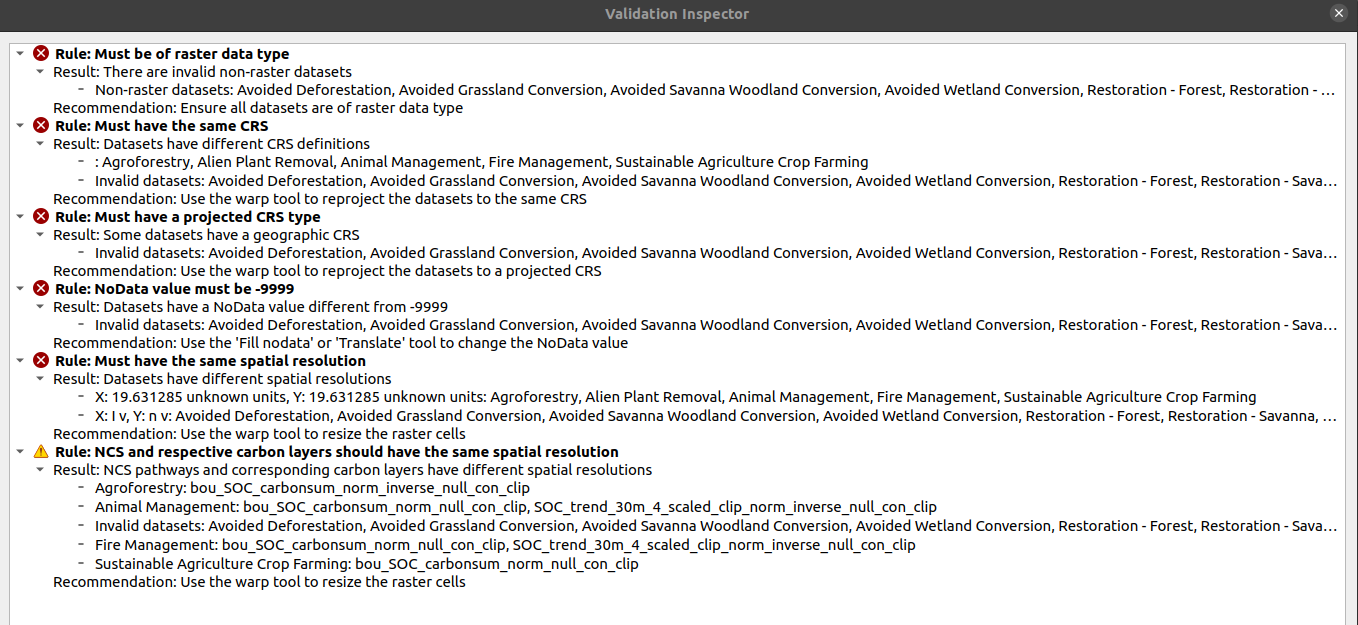 Validation Inspector
Rule: Must be of raster data type
Result: There are invalid non-raster datasets
- Non-raster datasets: Avoided Deforestation, Avoided Grassland Conversion, Avoided Savanna Woodland Conversion, Avoided Wetland Conversion, Restoration - Forest, Restoration - ...
Recommendation: Ensure all datasets are of raster data type
Rule: Must have the same CRS
Result: Datasets have different CRS definitions
- : Agroforestry, Alien Plant Removal, Animal Management, Fire Management, Sustainable Agriculture Crop Farming
- Invalid datasets: Avoided Deforestation, Avoided Grassland Conversion, Avoided Savanna Woodland Conversion, Avoided Wetland Conversion, Restoration - Forest, Restoration - Sava...
Recommendation: Use the warp tool to reproject the datasets to the same CRS
Rule: Must have a projected CRS type
Result: Some datasets have a geographic CRS
- Invalid datasets: Avoided Deforestation, Avoided Grassland Conversion, Avoided Savanna Woodland Conversion, Avoided Wetland Conversion, Restoration - Forest, Restoration - Sava...
Recommendation: Use the warp tool to reproject the datasets to a projected CRS
Rule: NoData value must be -9999
Result: Datasets have a NoData value different from -9999
- Invalid datasets: Avoided Deforestation, Avoided Grassland Conversion, Avoided Savanna Woodland Conversion, Avoided Wetland Conversion, Restoration - Forest, Restoration - Sava...
Recommendation: Use the 'Fill nodata' or 'Translate' tool to change the NoData value
Rule: Must have the same spatial resolution
Result: Datasets have different spatial resolutions
- X: 19.631285 unknown units, Y: 19.631285 unknown units: Agroforestry, Alien Plant Removal, Animal Management, Fire Management, Sustainable Agriculture Crop Farming
- X: I v, Y: n v: Avoided Deforestation, Avoided Grassland Conversion, Avoided Savanna Woodland Conversion, Avoided Wetland Conversion, Restoration - Forest, Restoration - Savanna, ...
Recommendation: Use the warp tool to resize the raster cells
Rule: NCS and respective carbon layers should have the same spatial resolution
Result: NCS pathways and corresponding carbon layers have different spatial resolutions
- Agroforestry: bou_SOC_carbonsum_norm_inverse_null_con_clip
- Animal Management: bou_SOC_carbonsum_norm_null_con_clip, SOC_trend_30m_4_scaled_clip_norm_inverse_null_con_clip
- Invalid datasets: Avoided Deforestation, Avoided Grassland Conversion, Avoided Savanna Woodland Conversion, Avoided Wetland Conversion, Restoration - Forest, Restoration - Sava...
- Fire Management: bou_SOC_carbonsum_norm_null_con_clip, SOC_trend_30m_4_scaled_clip_norm_inverse_null_con_clip
- Sustainable Agriculture Crop Farming: bou_SOC_carbonsum_norm_null_con_clip
Recommendation: Use the warp tool to resize the raster cells